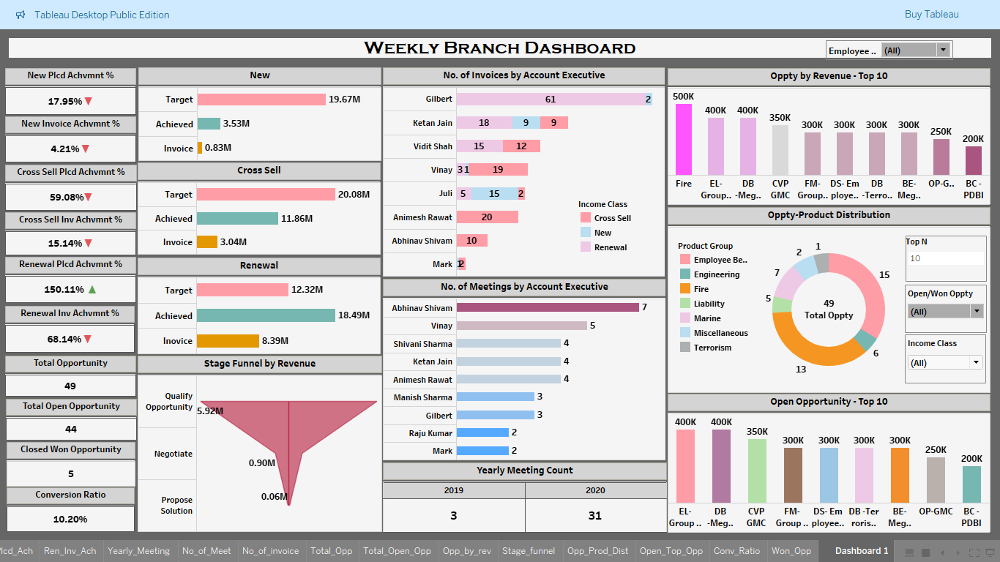 Tableau Desktop Public Edition
Buy Tableau
WEEKLY BRANCH DASHBOARD
Employee ..
(All)
New Plcd Achvmnt %
17.95%
New Invoice Achvmnt %
4.21%
Cross Sell Plcd Achvmnt %
59.08%
Cross Sell Inv Achvmnt %
15.14%
Renewal Plcd Achvmnt %
150.11%
Renewal Inv Achvmnt %
68.14%
Total Opportunity
49
Total Open Opportunity
44
Closed Won Opportunity
5
Conversion Ratio
10.20%
New
Target 19.67M
Achieved 3.53M
Invoice 0.83M
Cross Sell
Target 20.08M
Achieved 11.86M
Invoice 3.04M
Renewal
Target 12.32M
Achieved 18.49M
Inovice 8.39M
Stage Funnel by Revenue
Qualify
Opportunity
5.92M
Negotiate
0.90M
Propose
Solution
0.06M
No. of Invoices by Account Executive
Gilbert 61 2
Ketan Jain 18 9 9
Vidit Shah 15 12
Vinay 3 1 19
Juli 5 15 2
Animesh Rawat 20
Abhinav Shivam 10
Mark 1 2
Income Class
Cross Sell
New
Renewal
No. of Meetings by Account Executive
Abhinav Shivam 7
Vinay 5
Shivani Sharma 4
Ketan Jain 4
Animesh Rawat 4
Manish Sharma 3
Gilbert 3
Raju Kumar 2
Mark 2
Yearly Meeting Count
2019 2020
3 31
Oppty by Revenue - Top 10
500K 400K 400K 350K 300K 300K 300K 300K 250K 200K
Fire EL- DB CVP FM- DS- Em DB BE- OP-G.. BC -
Group.. -Meg.. GMC Group.. ploye.. -Terro.. Meg.. PDBI
Oppty-Product Distribution
Product Group
Employee Be..
Engineering
Fire
Liability
Marine
Miscellaneous
Terrorism
1
2
7
15
5
49
Total Oppty
6
13
Top N
10
Open/Won Oppty
(All)
Income Class
(All)
Open Opportunity - Top 10
400K 400K 350K 300K 300K 300K 300K 250K 200K
EL- DB CVP FM- DS- Em DB -Ter BE- OP-GMC BC -
Group .. -Meg.. GMC Group .. ployee.. roris.. Meg.. PDBI
Plcd_Ach Ren_Inv_Ach Yearly_Meeting No_of_Meet No_of_invoice Total_Opp Total_Open_Opp Opp_by_rev Stage_funnel Opp_Prod_Dist Open_Top_Opp Conv_Ratio Won_Opp Dashboard 1